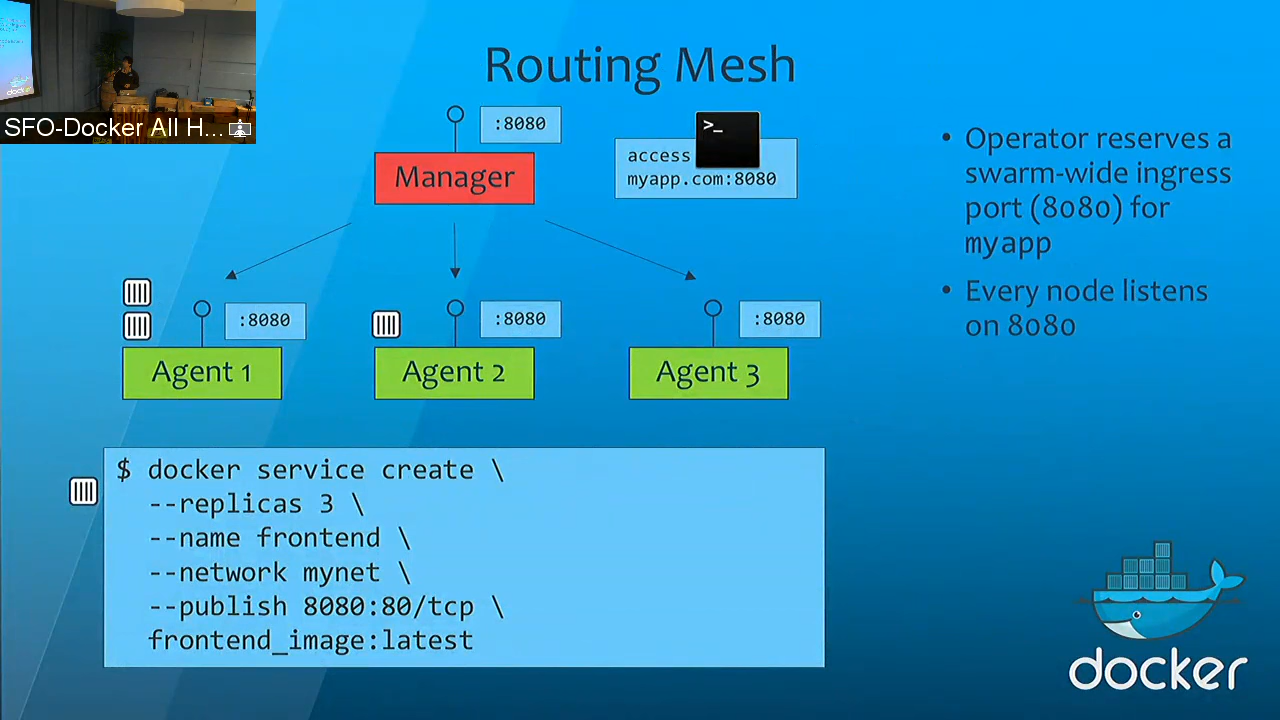 SFO-Docker All H...
Routing Mesh
:8080
Manager
>_
access
myapp.com:8080
:8080
:8080
:8080
Agent 1
Agent 2
Agent 3
$ docker service create \
--replicas 3 \
--name frontend \
--network mynet \
--publish 8080:80/tcp \
frontend_image:latest
• Operator reserves a
swarm-wide ingress
port (8080) for
myapp
• Every node listens
on 8080
docker
docker